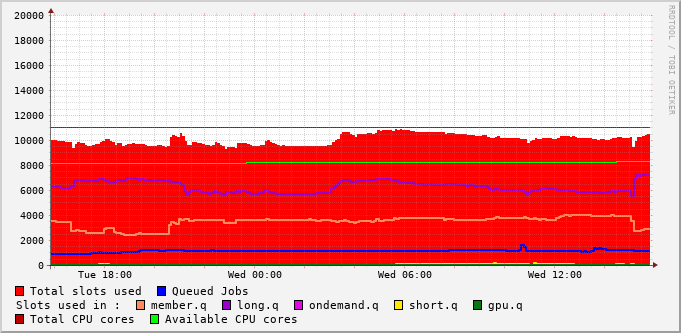 20000
18000
16000
14000
12000
10000
8000
6000
4000
2000
0
Tue 18:00 Wed 00:00 Wed 06:00 Wed 12:00
Total slots used Queued Jobs
Slots used in : member.q long.q ondemand.q short.q gpu.q
Total CPU cores Available CPU cores
RRDTOOL / TOBI OETIKER